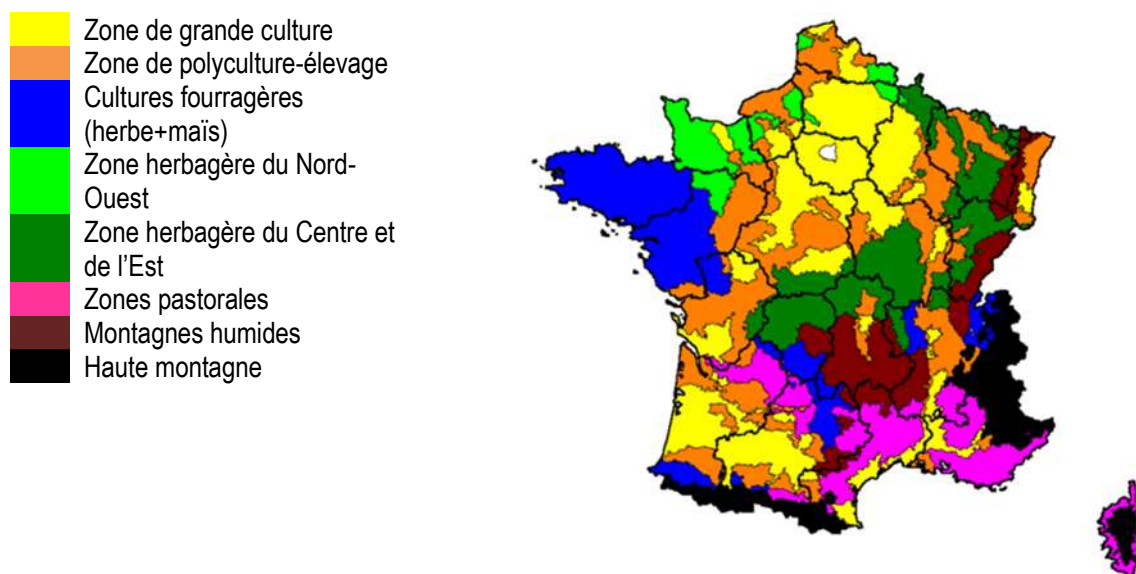 Zone de grande culture
Zone de polyculture-élevage
Cultures fourragères
(herbe+maïs)
Zone herbagère du Nord-
Ouest
Zone herbagère du Centre et
de l’Est
Zones pastorales
Montagnes humides
Haute montagne